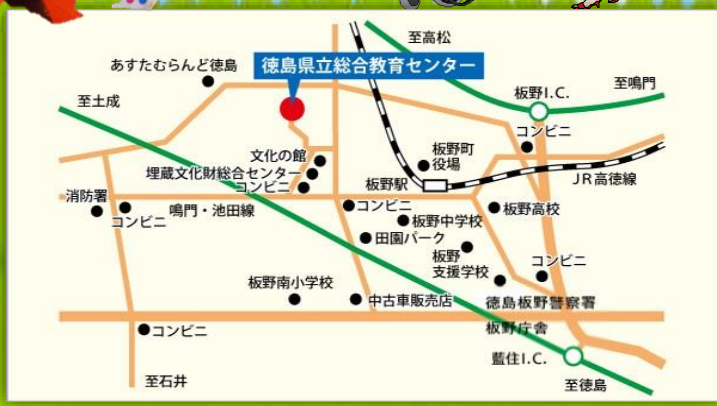 至高松
あすたむらんど徳島
徳島県立総合教育センター
至土成
板野I.C.
至鳴門
コンビニ
文化の館
板野町
役場
埋蔵文化財総合センター
コンビニ
板野駅
JR高徳線
消防署
コンビニ
鳴門・池田線
コンビニ
板野中学校
板野高校
田園パーク
板野
支援学校
コンビニ
板野南小学校
中古車販売店
徳島板野警察署
板野庁舎
コンビニ
藍住I.C.
至石井
至徳島